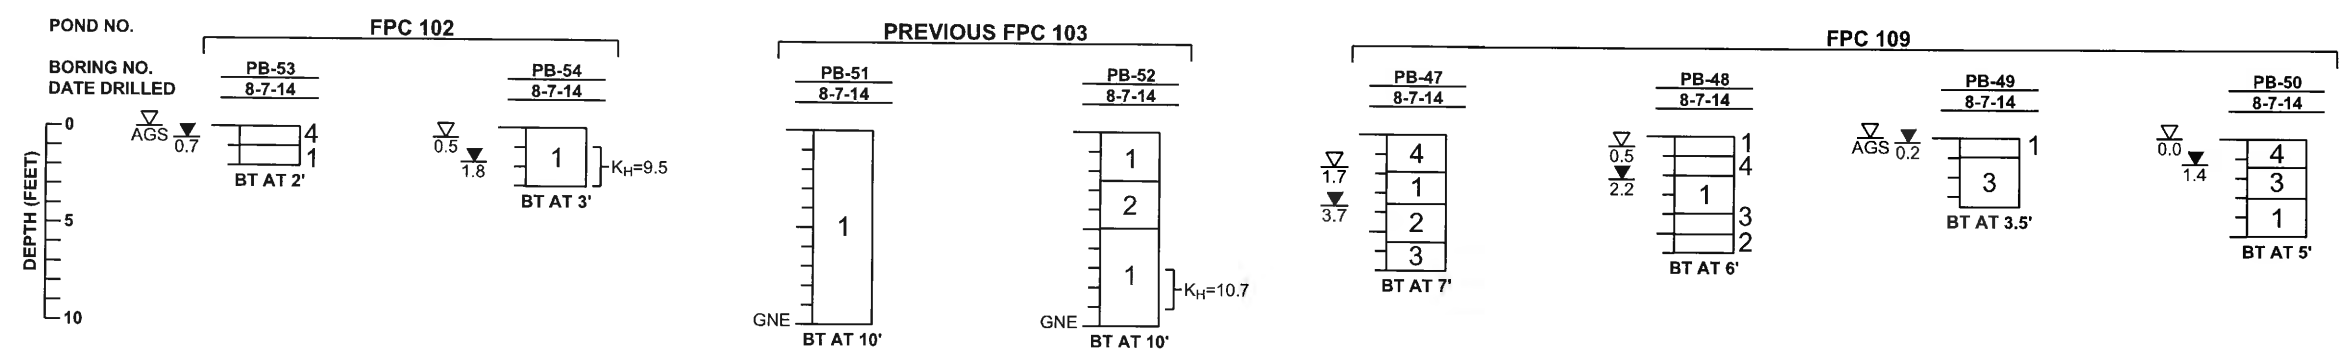 POND NO.
FPC 102
PREVIOUS FPC 103
FPC 109
BORING NO.
PB-53
PB-54
PB-51
PB-52
PB-47
PB-48
PB-49
PB-50
DATE DRILLED
8-7-14
8-7-14
8-7-14
8-7-14
8-7-14
8-7-14
8-7-14
8-7-14
DEPTH (FEET)
0
5
10
AGS
0.7
4
1
BT AT 2'
0.5
1.8
1
KH=9.5
BT AT 3'
1
GNE
BT AT 10'
1
2
1
KH=10.7
GNE
BT AT 10'
1.7
3.7
4
1
2
3
BT AT 7'
0.5
2.2
1
4
1
3
2
BT AT 6'
AGS
0.2
1
3
BT AT 3.5'
0.0
1.4
4
3
1
BT AT 5'